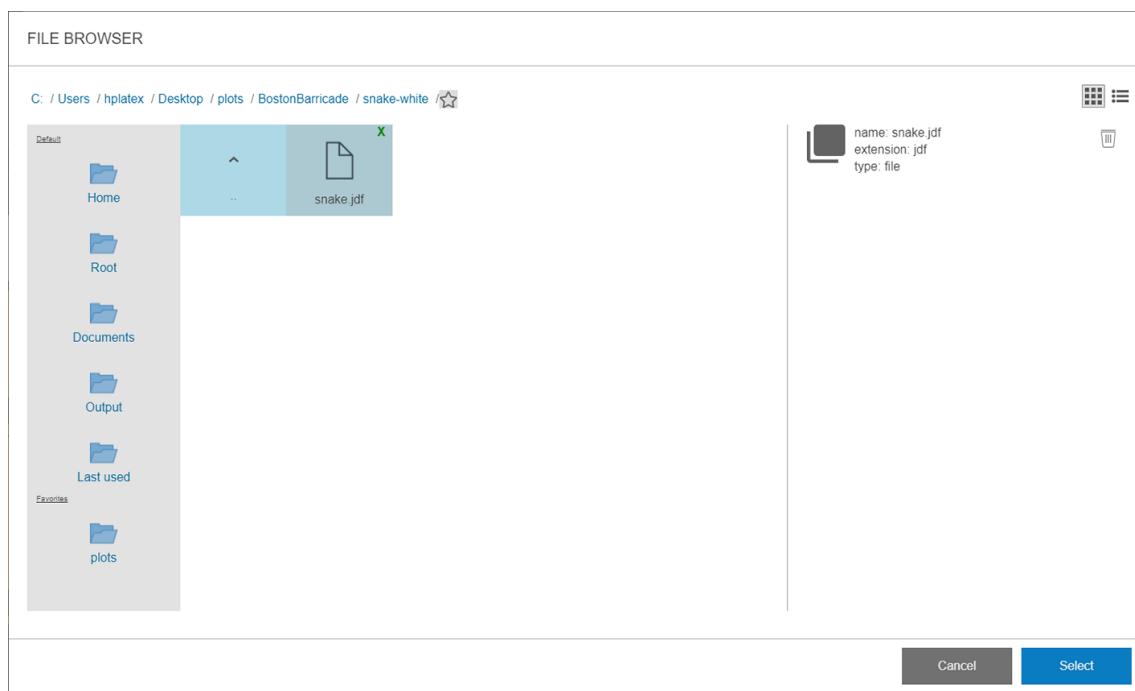 FILE BROWSER
C: / Users / hplatex / Desktop / plots / BostonBarricade / snake-white /
Default
Home
Root
Documents
Output
Last used
Favorites
plots
..
X
snake.jdf
name: snake.jdf
extension: jdf
type: file
Cancel
Select